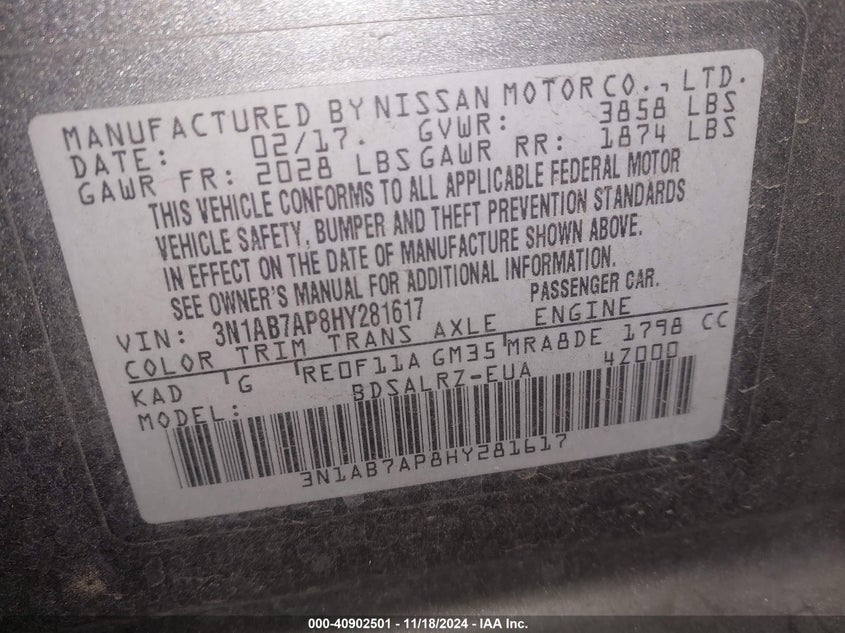 MANUFACTURED BY NISSAN MOTOR CO., LTD.
DATE: 02/17. GVWR: 3858 LBS
GAWR FR: 2028 LBS GAWR RR: 1874 LBS
THIS VEHICLE CONFORMS TO ALL APPLICABLE FEDERAL MOTOR
VEHICLE SAFETY, BUMPER AND THEFT PREVENTION STANDARDS
IN EFFECT ON THE DATE OF MANUFACTURE SHOWN ABOVE.
SEE OWNER'S MANUAL FOR ADDITIONAL INFORMATION.
VIN: 3N1AB7AP8HY281617 PASSENGER CAR.
COLOR TRIM TRANS AXLE ENGINE
KAD G RE0F11A GM35 MRA8DE 1798 CC
MODEL: BDSALRZ-EUA 4Z000
3N1AB7AP8HY281617
000-40902501 - 11/18/2024 - IAA Inc.